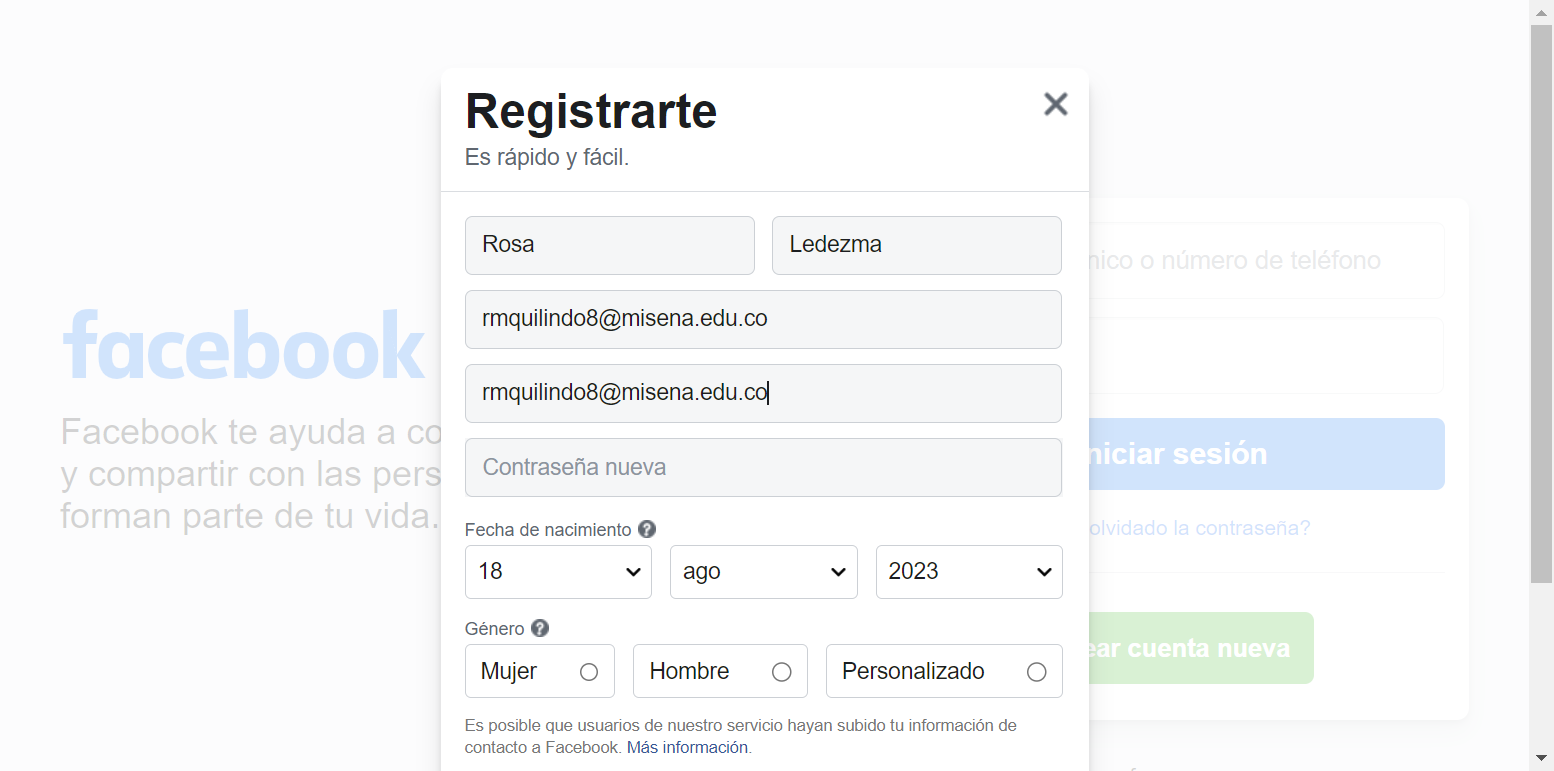 Registrarte
Es rápido y fácil.
Rosa Ledezma
rmquilindo8@misena.edu.co
rmquilindo8@misena.edu.co
Contraseña nueva
Fecha de nacimiento ?
18 ago 2023
Género ?
Mujer Hombre Personalizado
Es posible que usuarios de nuestro servicio hayan subido tu información de
contacto a Facebook. Más información.
facebook
Facebook te ayuda a co
y compartir con las pers
forman parte de tu vida.
nico o número de teléfono
niciar sesión
olvidado la contraseña?
ear cuenta nueva